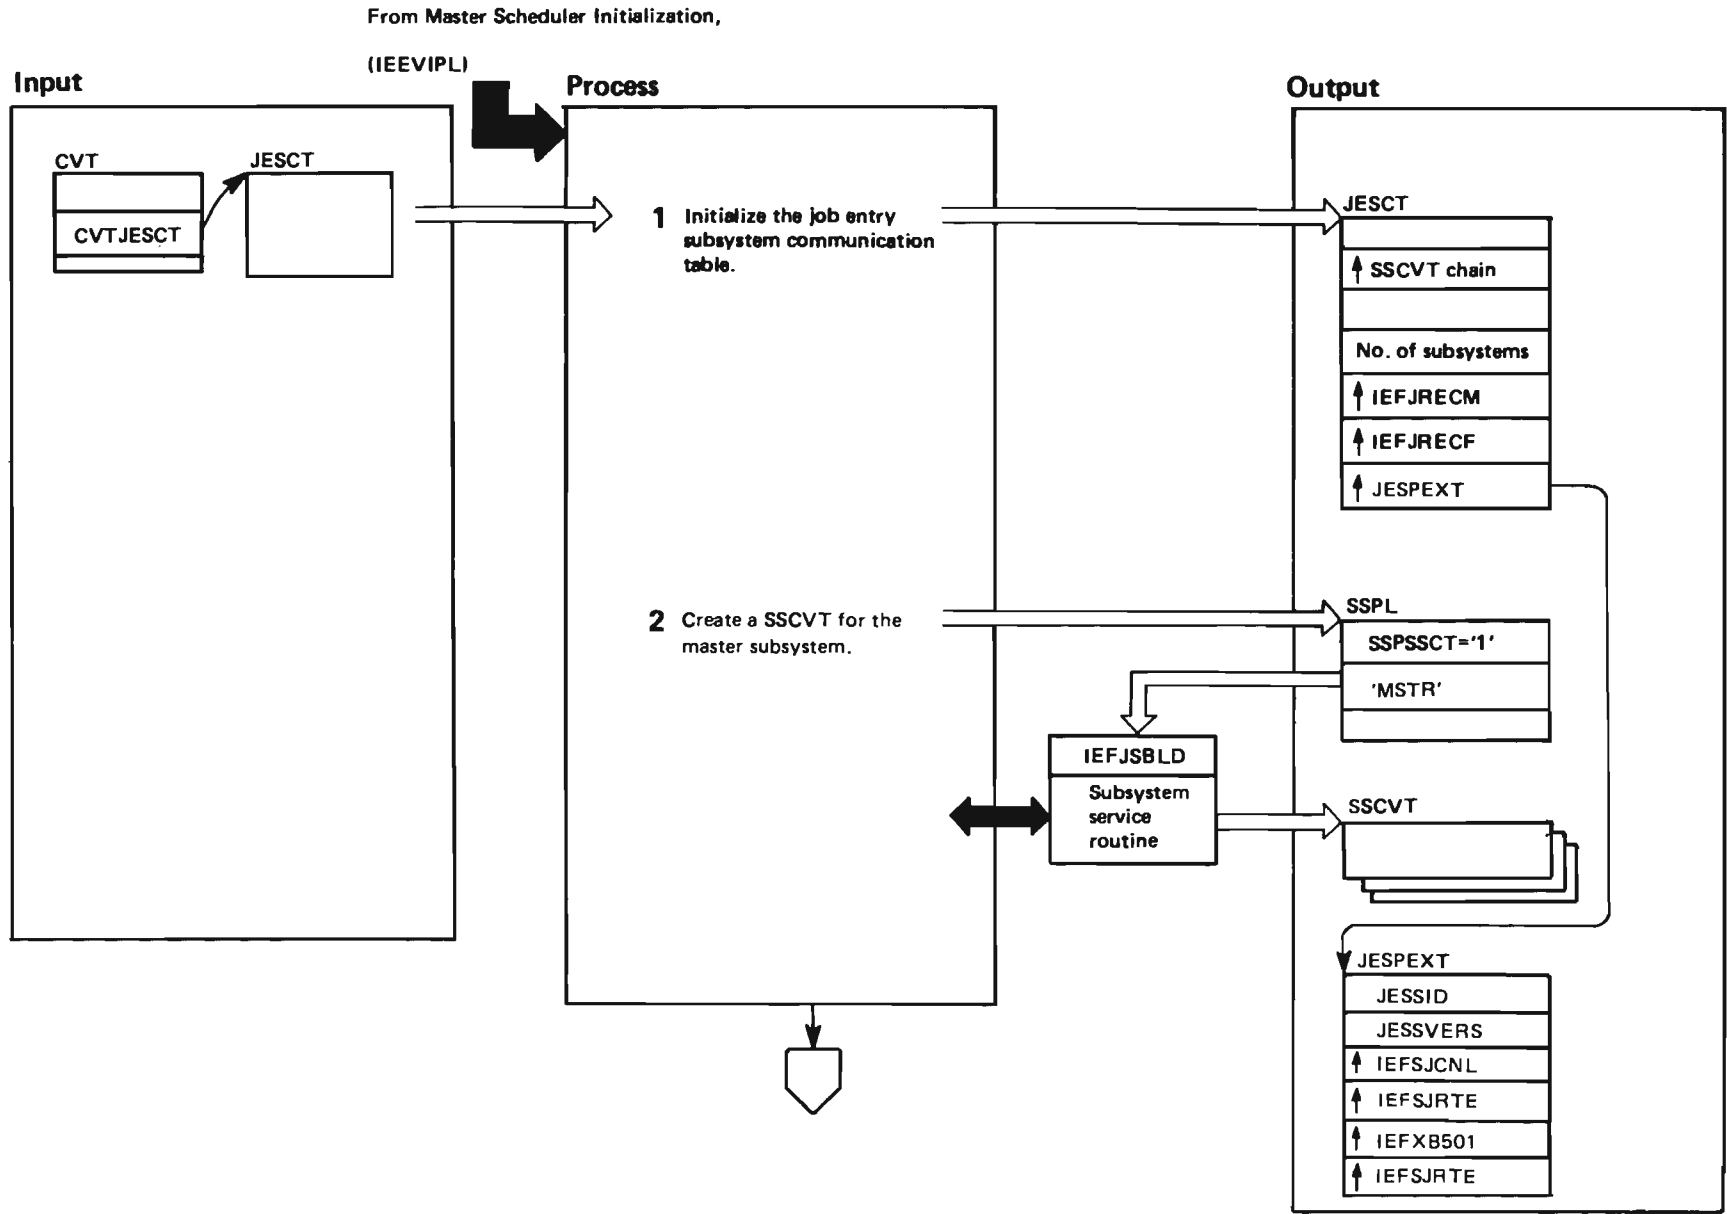 From Master Scheduler Initialization,
(IEEVIPL)
Input
Process
Output
CVT
JESCT
CVTJESCT
1 Initialize the job entry
subsystem communication
table.
JESCT
SSCVT chain
No. of subsystems
IEFJRECM
IEFJRECF
JESPEXT
2 Create a SSCVT for the
master subsystem.
SSPL
SSPSSCT='1'
'MSTR'
IEFJSBLD
Subsystem
service
routine
SSCVT
JESPEXT
JESSID
JESSVERS
IEFSJCNL
IEFSJRTE
IEFXB501
IEFSJRTE